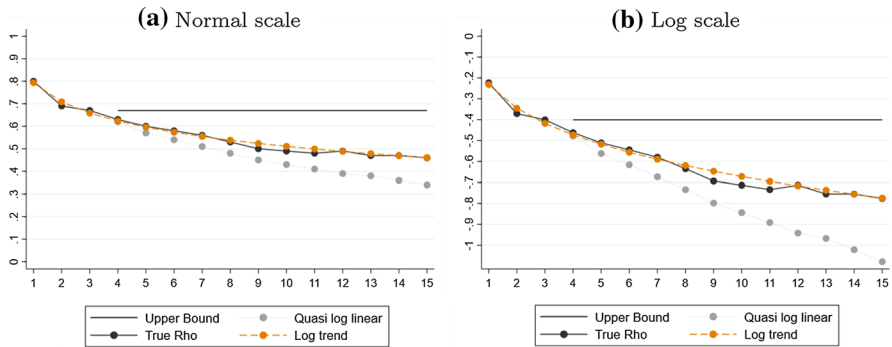 (a) Normal scale
1
.9
.8
.7
.6
.5
.4
.3
.2
.1
0
1 2 3 4 5 6 7 8 9 10 11 12 13 14 15
Upper Bound Quasi log linear
True Rho Log trend
(b) Log scale
0
-.1
-.2
-.3
-.4
-.5
-.6
-.7
-.8
-.9
-1
1 2 3 4 5 6 7 8 9 10 11 12 13 14 15
Upper Bound Quasi log linear
True Rho Log trend